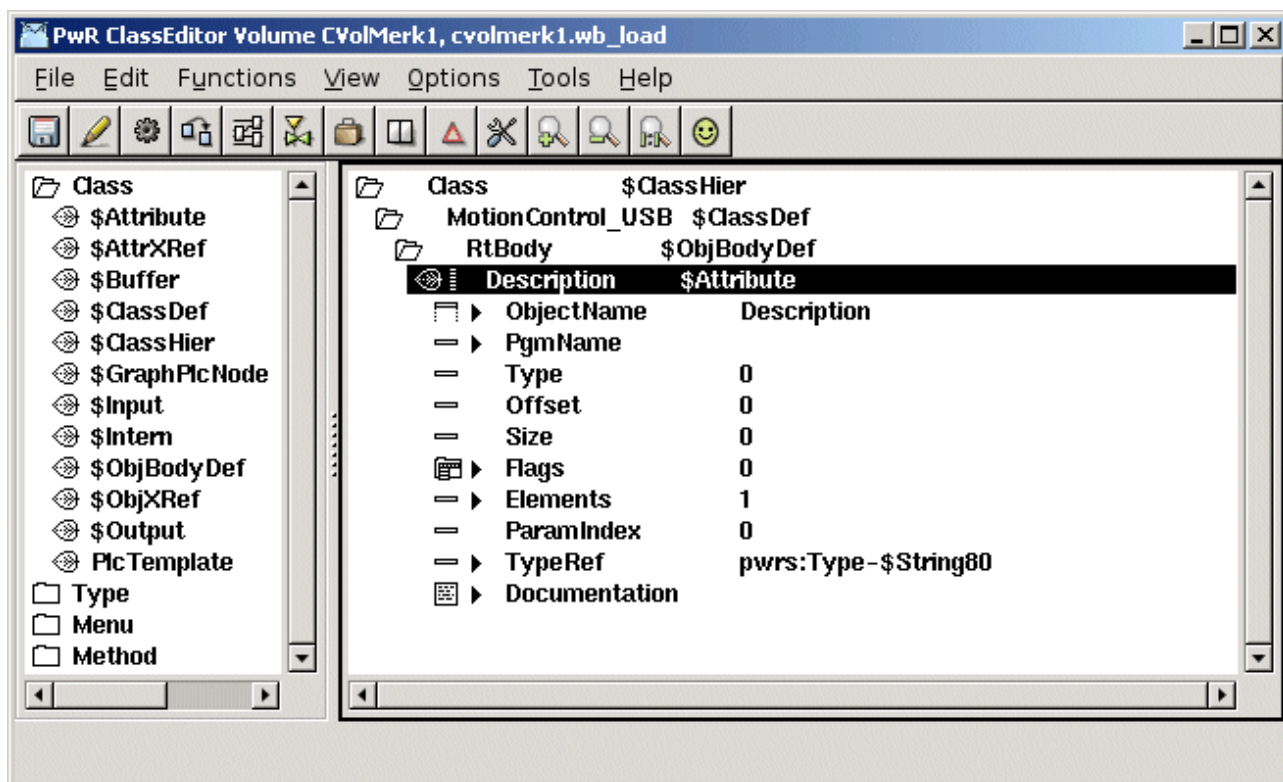 PwR ClassEditor Volume CVolMerk1, cvolmerk1.wb_load
File Edit Functions View Options Tools Help
Class
$Attribute
$AttrXRef
$Buffer
$ClassDef
$ClassHier
$GraphPlcNode
$Input
$Intern
$ObjBodyDef
$ObjXRef
$Output
PlcTemplate
Type
Menu
Method
Class $ClassHier
MotionControl_USB $ClassDef
RtBody $ObjBodyDef
Description $Attribute
ObjectName Description
PgmName
Type 0
Offset 0
Size 0
Flags 0
Elements 1
ParamIndex 0
TypeRef pwrs:Type-$String80
Documentation